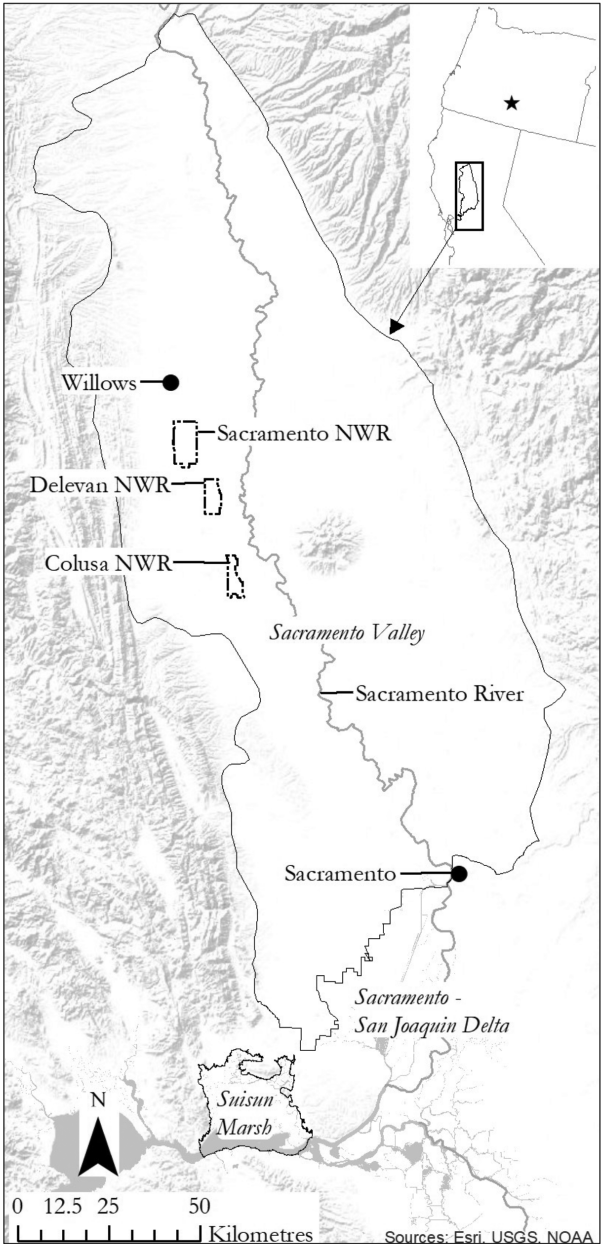 Willows
Sacramento NWR
Delevan NWR
Colusa NWR
Sacramento Valley
Sacramento River
Sacramento
Sacramento -
San Joaquin Delta
Suisun
Marsh
N
0 12.5 25 50
Kilometres
Sources: Esri, USGS, NOAA